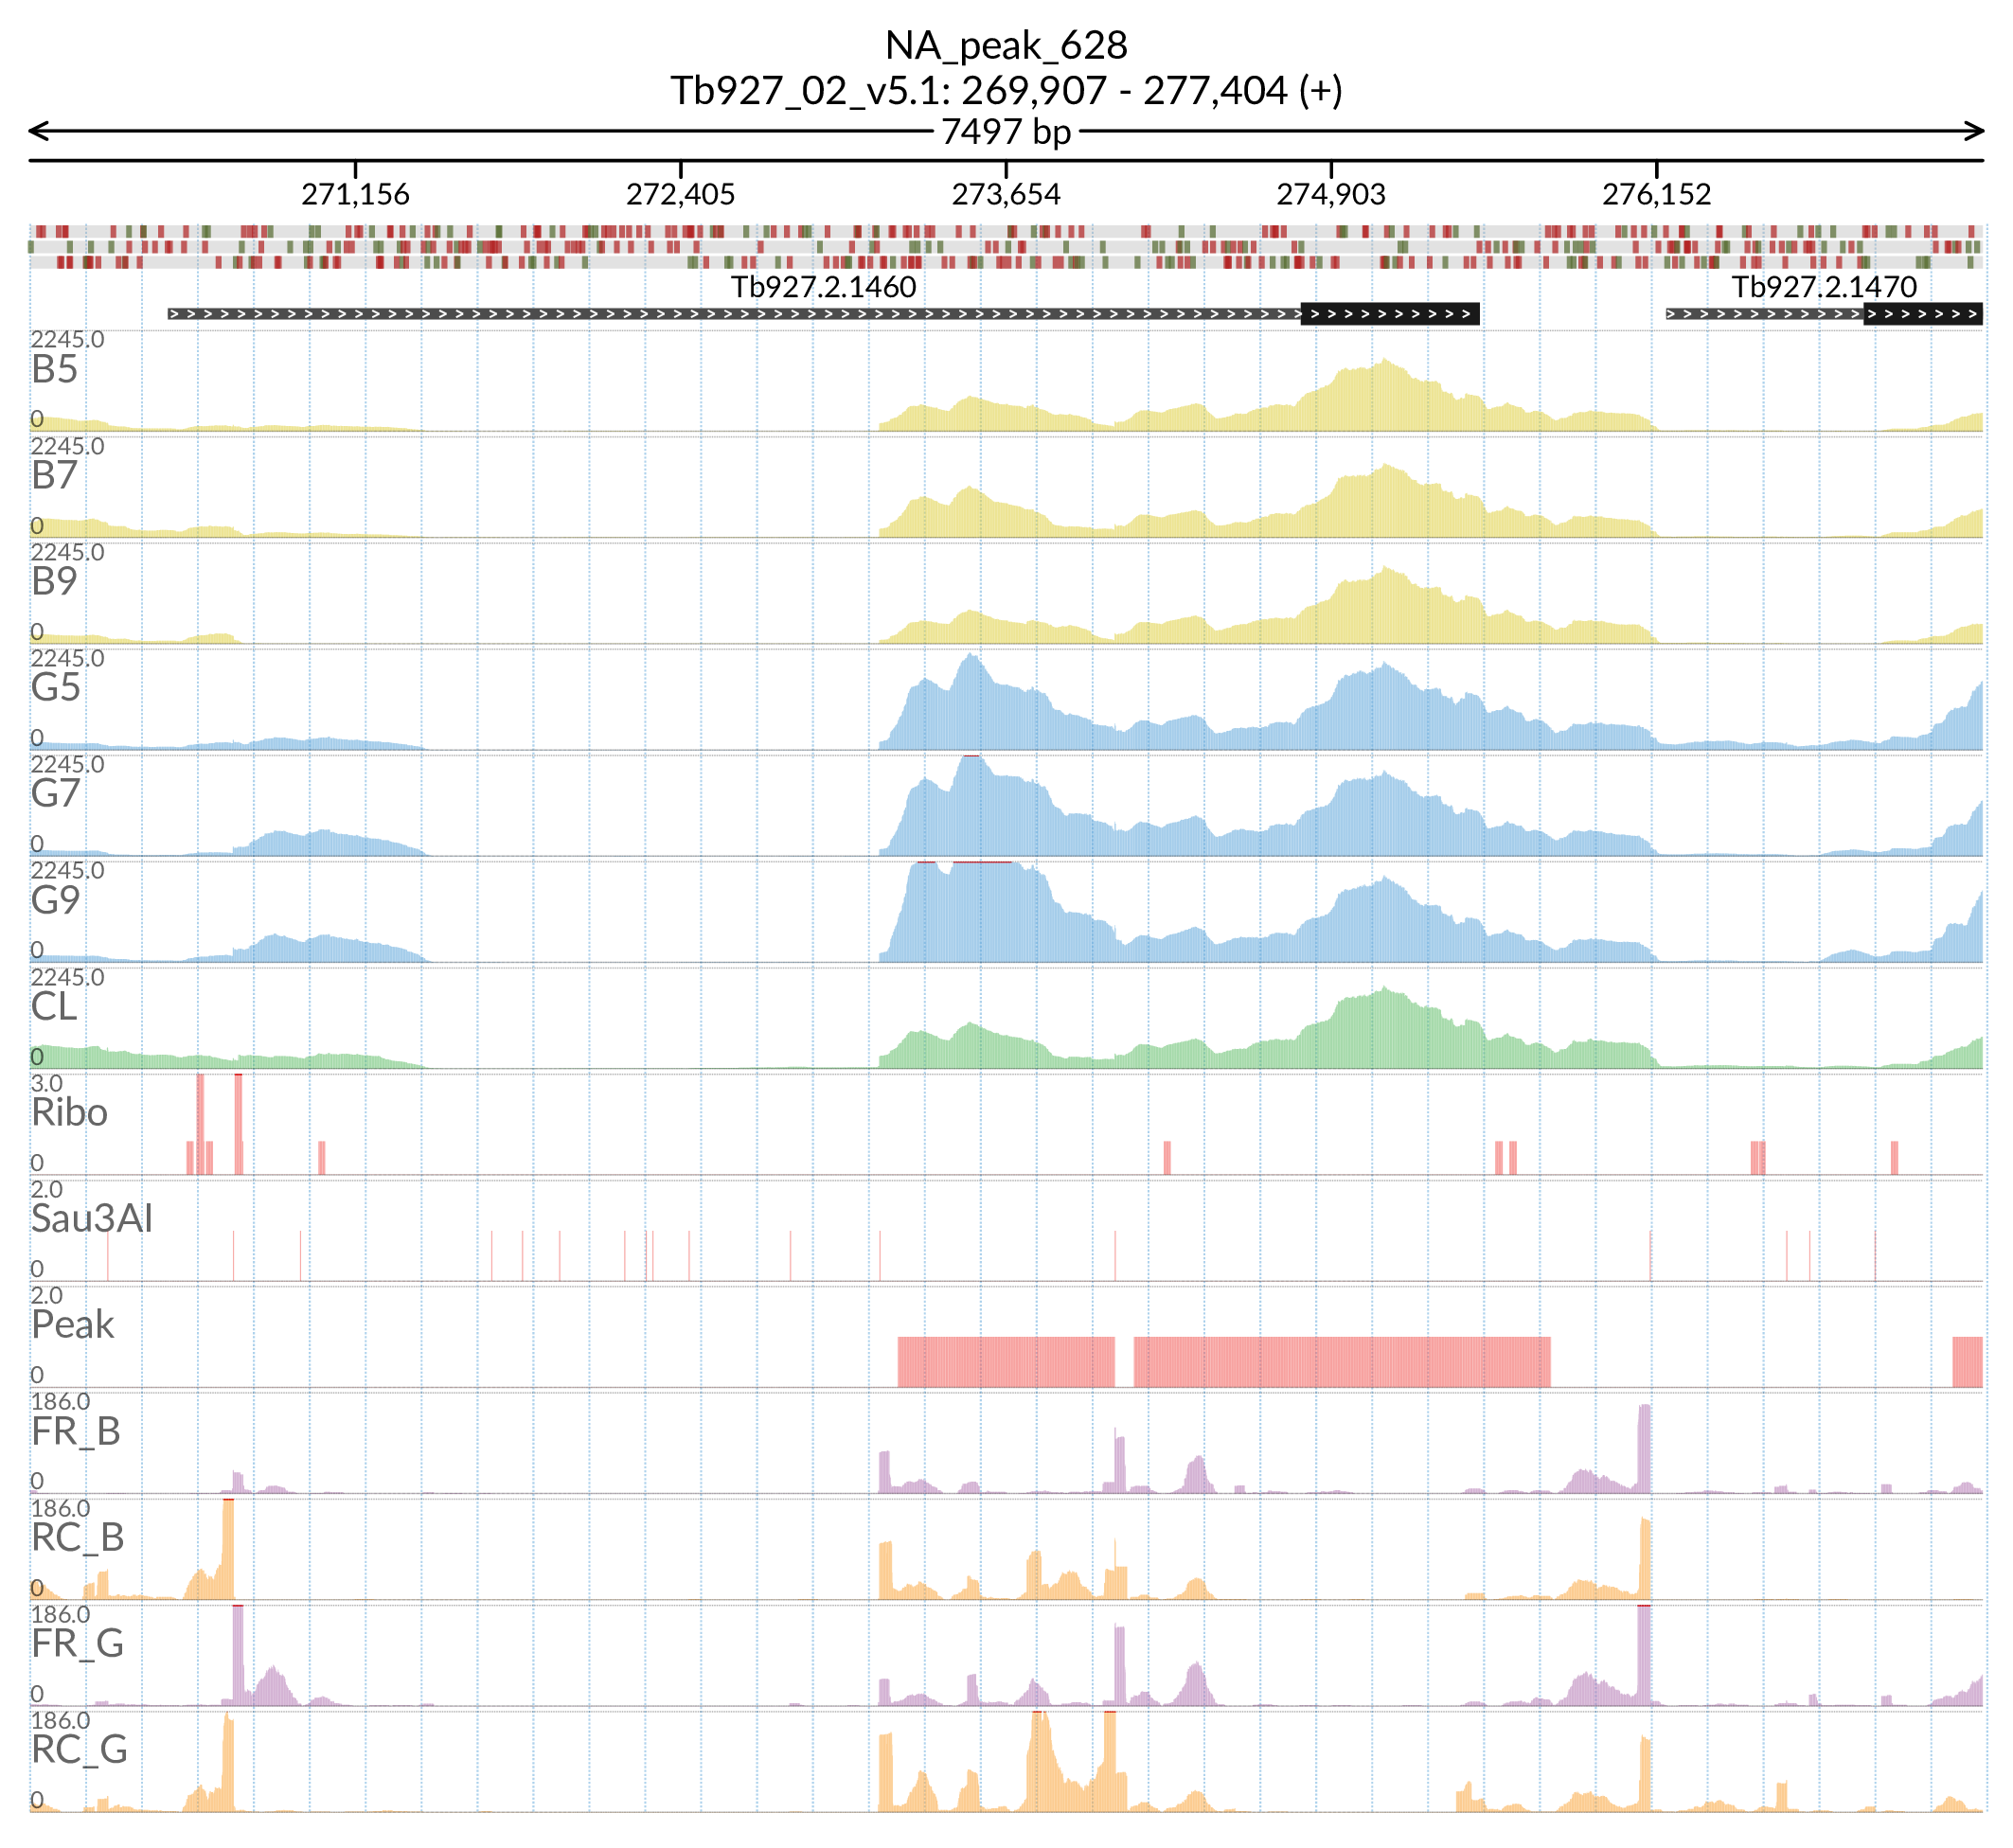 NA_peak_628
Tb927_02_v5.1: 269,907 - 277,404 (+)
7497 bp
271,156 272,405 273,654 274,903 276,152
Tb927.2.1460 Tb927.2.1470
2245.0
B5
0
2245.0
B7
0
2245.0
B9
0
2245.0
G5
0
2245.0
G7
0
2245.0
G9
0
2245.0
CL
0
3.0
Ribo
0
2.0
Sau3AI
0
2.0
Peak
0
186.0
FR_B
0
186.0
RC_B
0
186.0
FR_G
0
186.0
RC_G
0